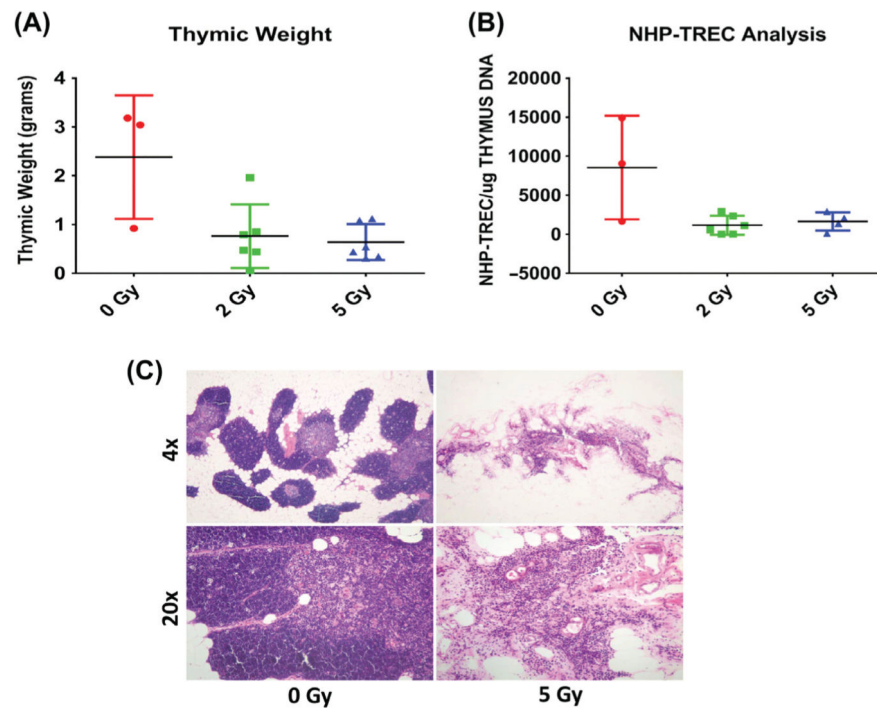 (A)
Thymic Weight
Thymic Weight (grams)
4
3
2
1
0
0 Gy
2 Gy
5 Gy
(B)
NHP-TREC Analysis
NHP-TREC/ug THYMUS DNA
20000
15000
10000
5000
0
−5000
0 Gy
2 Gy
5 Gy
(C)
4x
20x
0 Gy
5 Gy